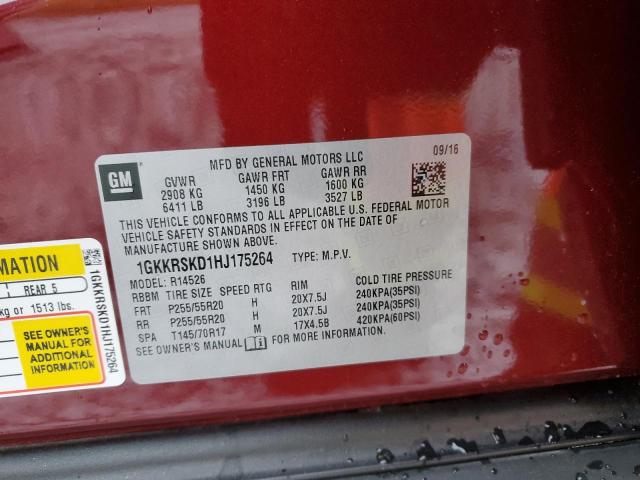 MFD BY GENERAL MOTORS LLC 09/16
GM
GVWR GAWR FRT GAWR RR
2908 KG 1450 KG 1600 KG
6411 LB 3196 LB 3527 LB
THIS VEHICLE CONFORMS TO ALL APPLICABLE U.S. FEDERAL MOTOR
VEHICLE SAFETY STANDARDS IN EFFECT ON THE DATE OF
MANUFACTURE SHOWN ABOVE.
1GKKRSKD1HJ175264 TYPE: M.P.V.
MODEL: R14526
RBBM TIRE SIZE SPEED RTG RIM COLD TIRE PRESSURE
FRT P255/55R20 H 20X7.5J 240KPA(35PSI)
RR P255/55R20 H 20X7.5J 240KPA(35PSI)
SPA T145/70R17 M 17X4.5B 420KPA(60PSI)
SEE OWNER'S MANUAL FOR MORE INFORMATION.
MATION
REAR 5
kg or 1513 lbs.
SEE OWNER'S
MANUAL FOR
ADDITIONAL
INFORMATION
1GKKRSKD1HJ175264